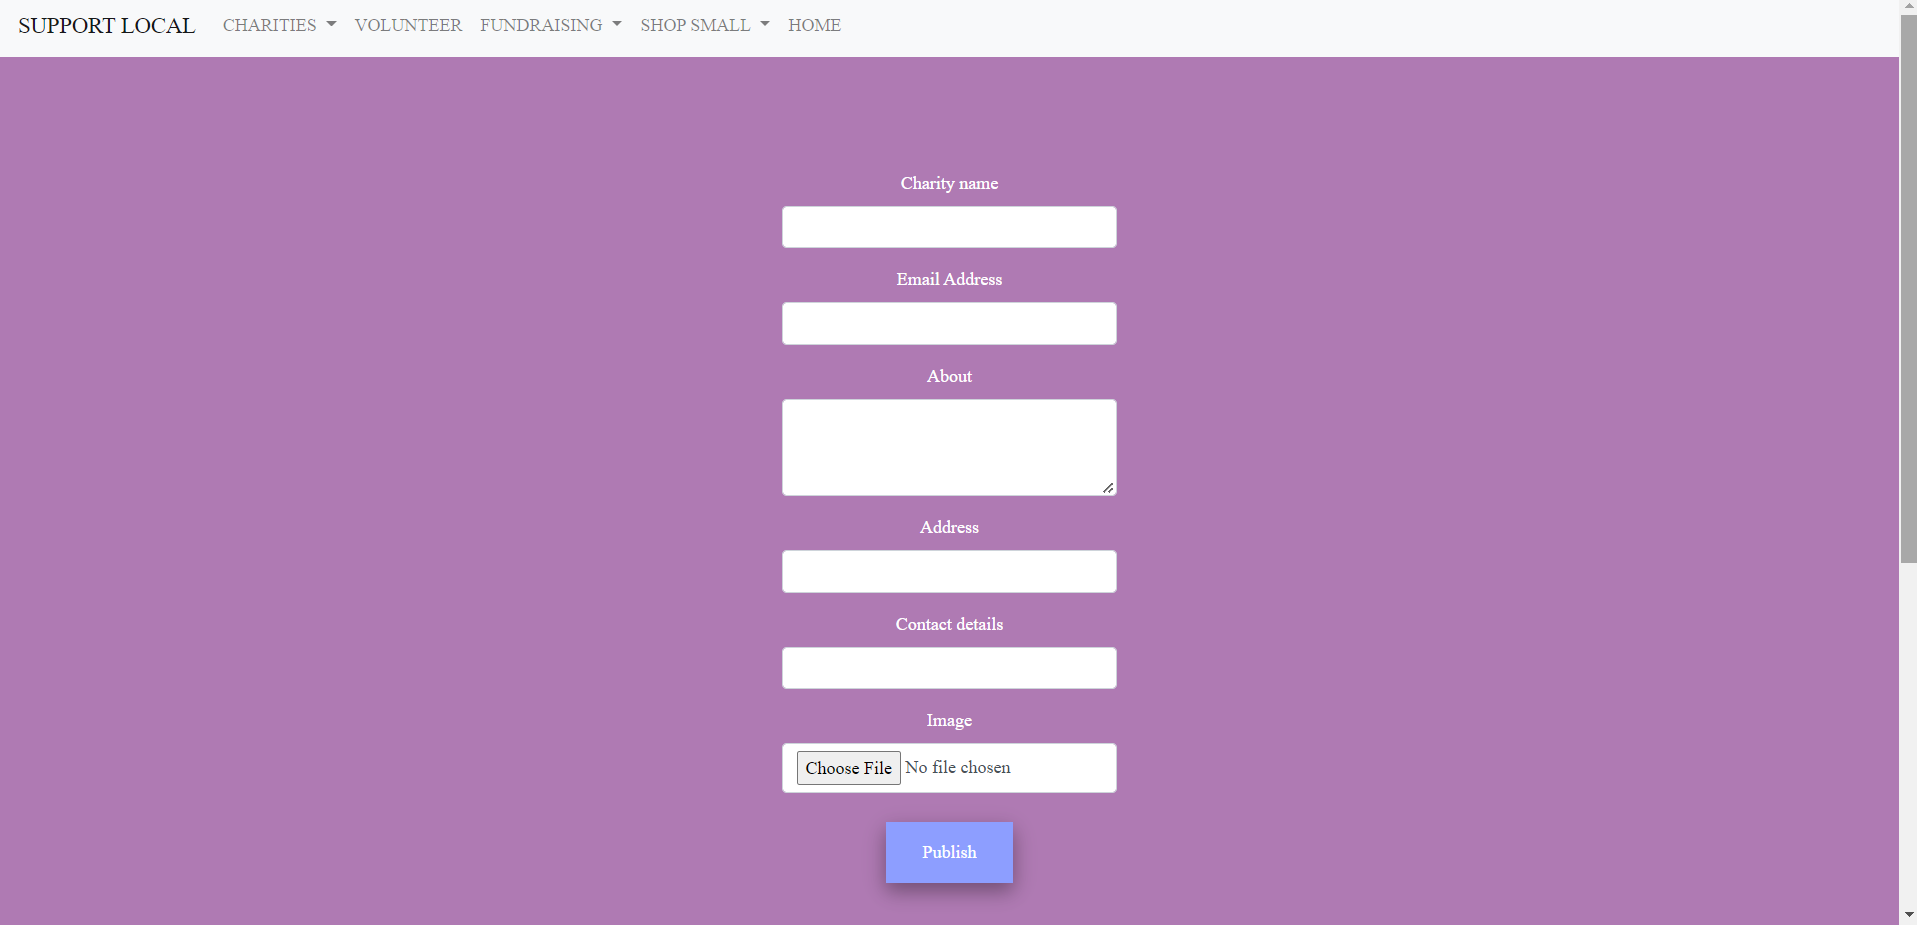 SUPPORT LOCAL CHARITIES VOLUNTEER FUNDRAISING SHOP SMALL HOME
Charity name
Email Address
About
Address
Contact details
Image
Choose File No file chosen
Publish